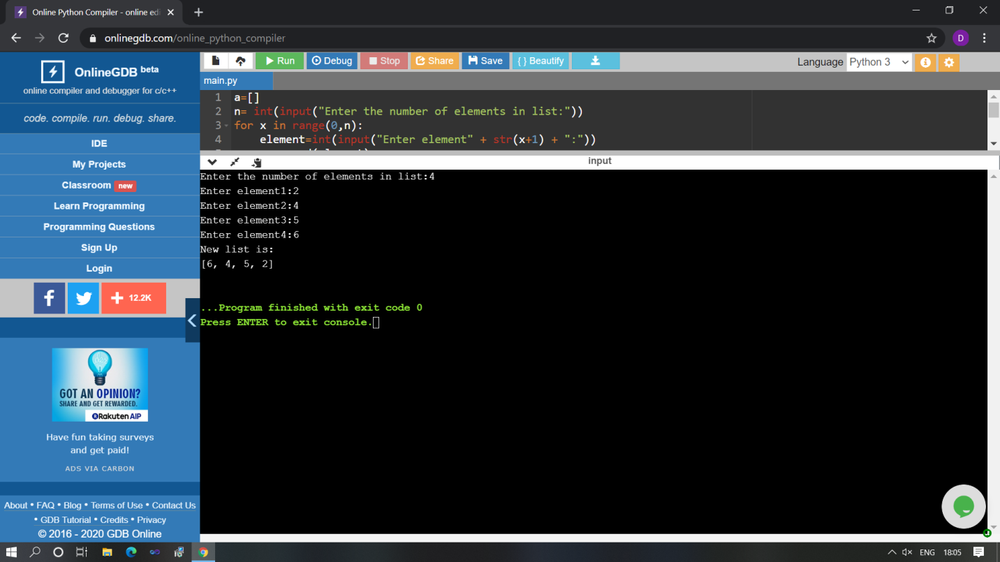 Online Python Compiler - online edi
onlinegdb.com/online_python_compiler
D
OnlineGDB beta
online compiler and debugger for c/c++
code. compile. run. debug. share.
IDE
My Projects
Classroom new
Learn Programming
Programming Questions
Sign Up
Login
f
+ 12.2K
GOT AN OPINION?
SHARE AND GET REWARDED.
Rakuten AIP
Have fun taking surveys
and get paid!
ADS VIA CARBON
About • FAQ • Blog • Terms of Use • Contact Us
• GDB Tutorial • Credits • Privacy
© 2016 - 2020 GDB Online
Run Debug Stop Share Save { } Beautify
Language Python 3
main.py
1 a=[]
2 n= int(input("Enter the number of elements in list:"))
3 for x in range(0,n):
4 element=int(input("Enter element" + str(x+1) + ":"))
input
Enter the number of elements in list:4
Enter element1:2
Enter element2:4
Enter element3:5
Enter element4:6
New list is:
[6, 4, 5, 2]
...Program finished with exit code 0
Press ENTER to exit console.
ENG 18:05